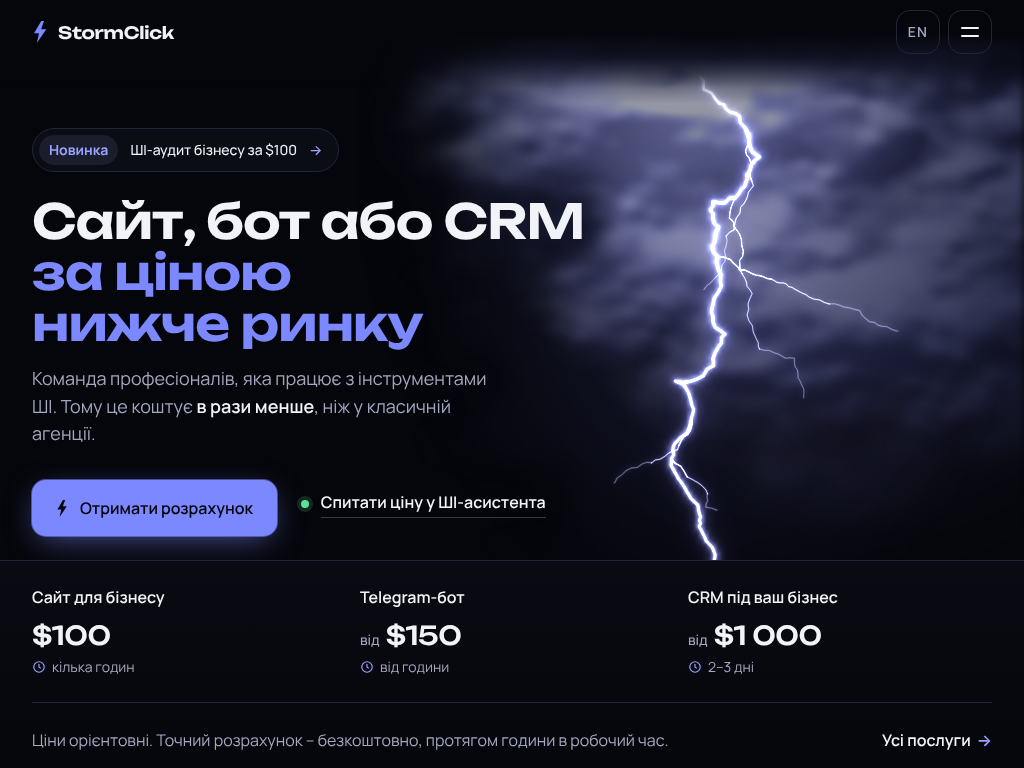 StormClick
EN
Новинка ШІ-аудит бізнесу за $100 →
Сайт, бот або CRM
за ціною
нижче ринку
Команда професіоналів, яка працює з інструментами
ШІ. Тому це коштує в рази менше, ніж у класичній
агенції.
Отримати розрахунок
Спитати ціну у ШІ-асистента
Сайт для бізнесу
$100
кілька годин
Telegram-бот
від $150
від години
CRM під ваш бізнес
від $1 000
2–3 дні
Ціни орієнтовні. Точний розрахунок – безкоштовно, протягом години в робочий час.
Усі послуги →